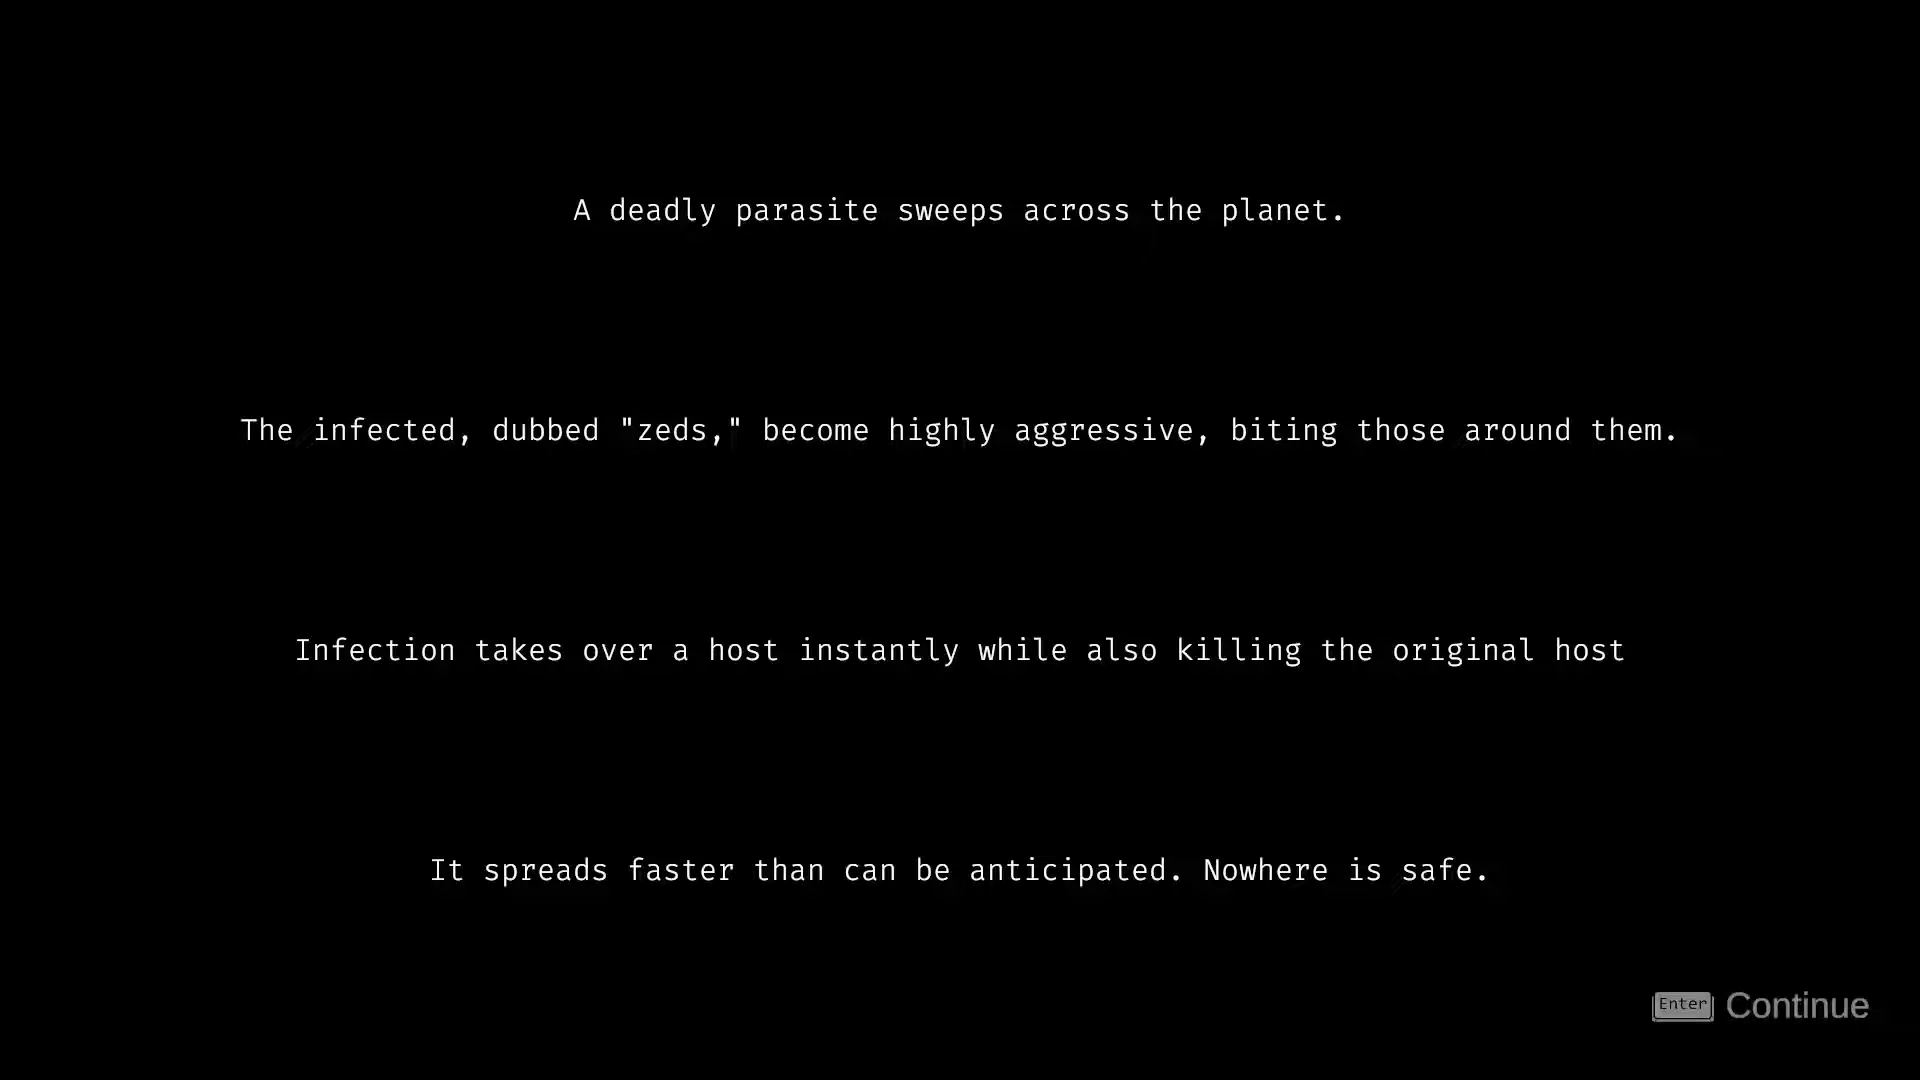 A deadly parasite sweeps across the planet.
The infected, dubbed "zeds," become highly aggressive, biting those around them.
Infection takes over a host instantly while also killing the original host
It spreads faster than can be anticipated. Nowhere is safe.
Enter Continue